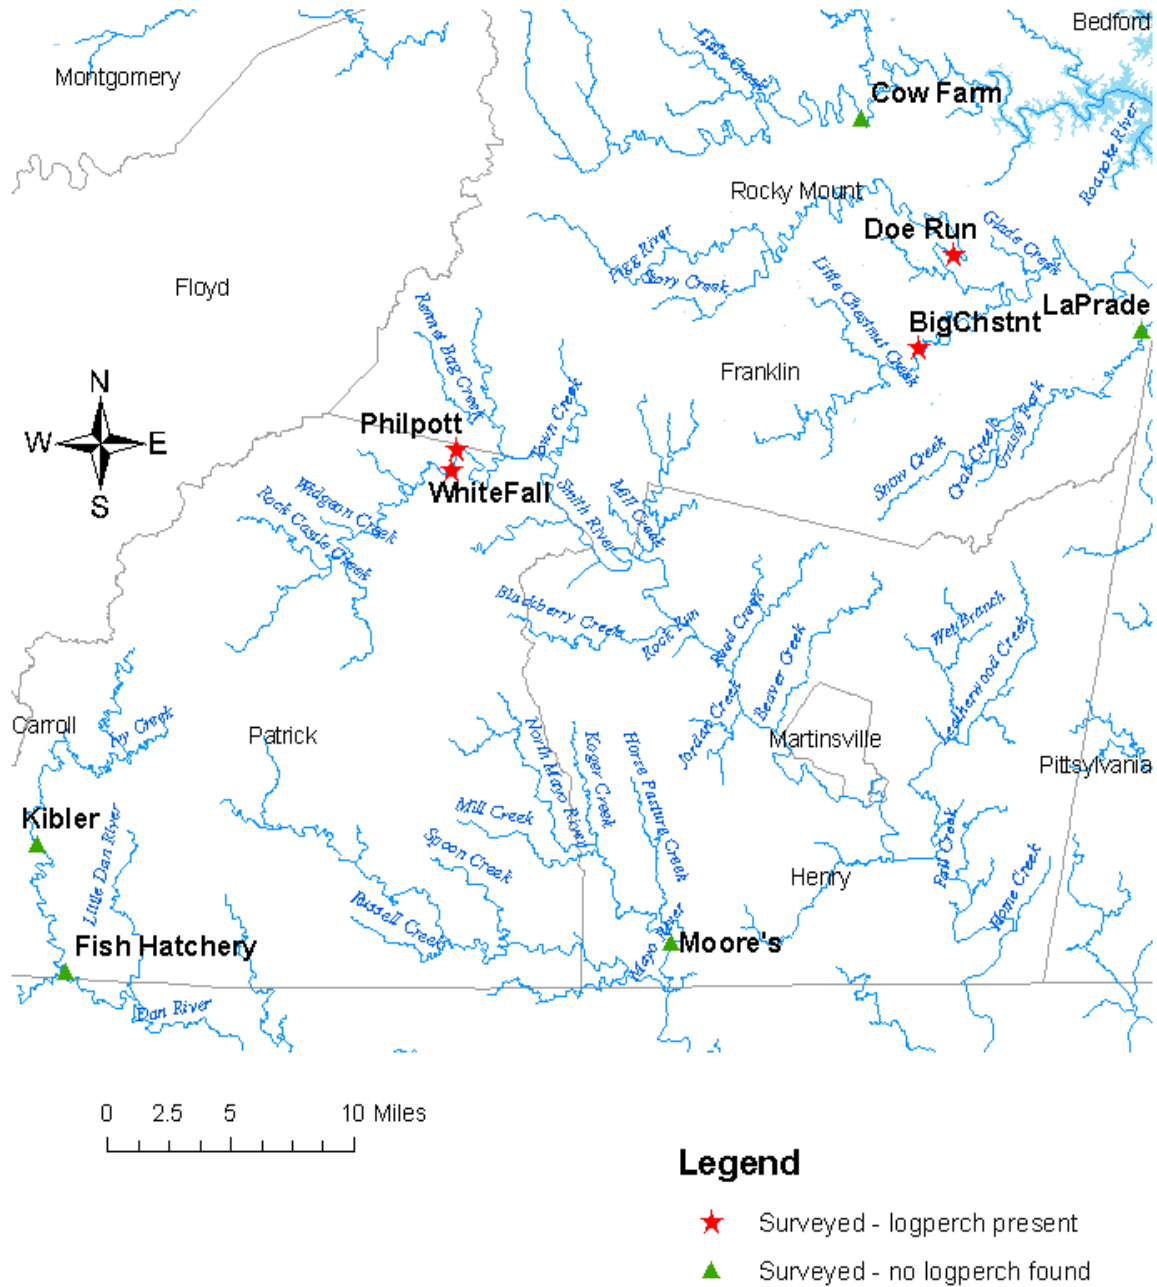 Bedford
Montgomery
Little Creek
Cow Farm
Roanoke River
Rocky Mount
Doe Run
Glade Creek
Pigg River
Story Creek
Floyd
Little Chestnut Creek
LaPrade
BigChstnt
Rennet Bag Creek
Franklin
N
W
E
S
Philpott
Town Creek
Snow Creek
Crab Creek
Grassy Fork
WhiteFall
Widgeon Creek
Rock Castle Creek
Smith River
Mill Creek
Blackberry Creek
Rock Run
Reed Creek
Beaver Creek
Jordan Creek
Leatherwood Creek
Carroll
Ivy Creek
Patrick
Martinsville
Pittsylvania
North Mayo River
Koger Creek
Horse Pasture Creek
Kibler
Little Dan River
Mill Creek
Spoon Creek
Russell Creek
Henry
Fall Creek
Home Creek
Fish Hatchery
Mayo River
Moore's
Dan River
0 2.5 5 10 Miles
Legend
Surveyed - logperch present
Surveyed - no logperch found